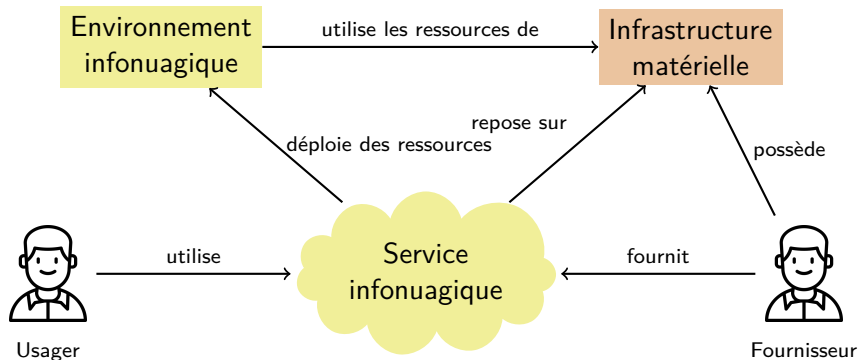 Environnement
infonuagique
utilise les ressources de
Infrastructure
matérielle
déploie des ressources
repose sur
possède
utilise
Service
infonuagique
fournit
Usager
Fournisseur